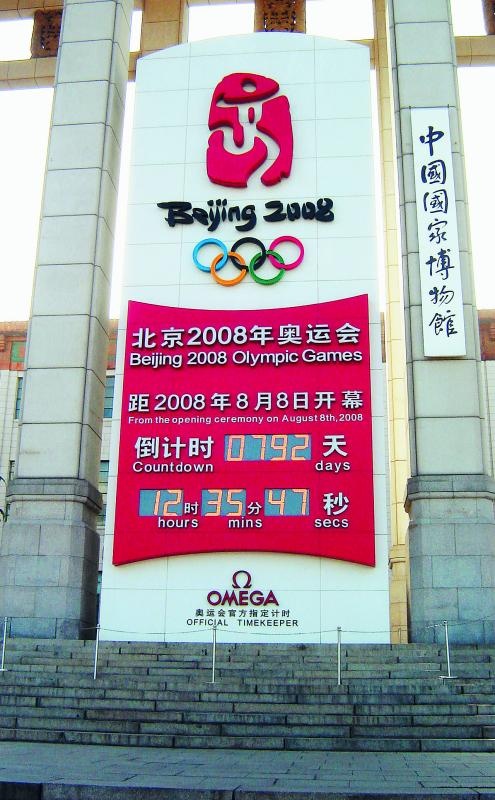 Beijing 2008
北京2008年奥运会
Beijing 2008 Olympic Games
距2008年8月8日开幕
From the opening ceremony on August 8th, 2008
倒计时 0792 天
Countdown days
12时35分47秒
hours mins secs
Ω
OMEGA
奥运会官方指定计时
OFFICIAL TIMEKEEPER
中國國家博物館